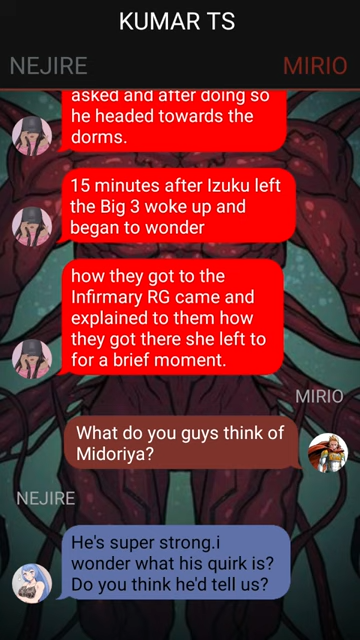 KUMAR TS
NEJIRE
MIRIO
asked and after doing so
he headed towards the
dorms.
15 minutes after Izuku left
the Big 3 woke up and
began to wonder
how they got to the
Infirmary RG came and
explained to them how
they got there she left to
for a brief moment.
MIRIO
What do you guys think of
Midoriya?
NEJIRE
He's super strong.i
wonder what his quirk is?
Do you think he'd tell us?